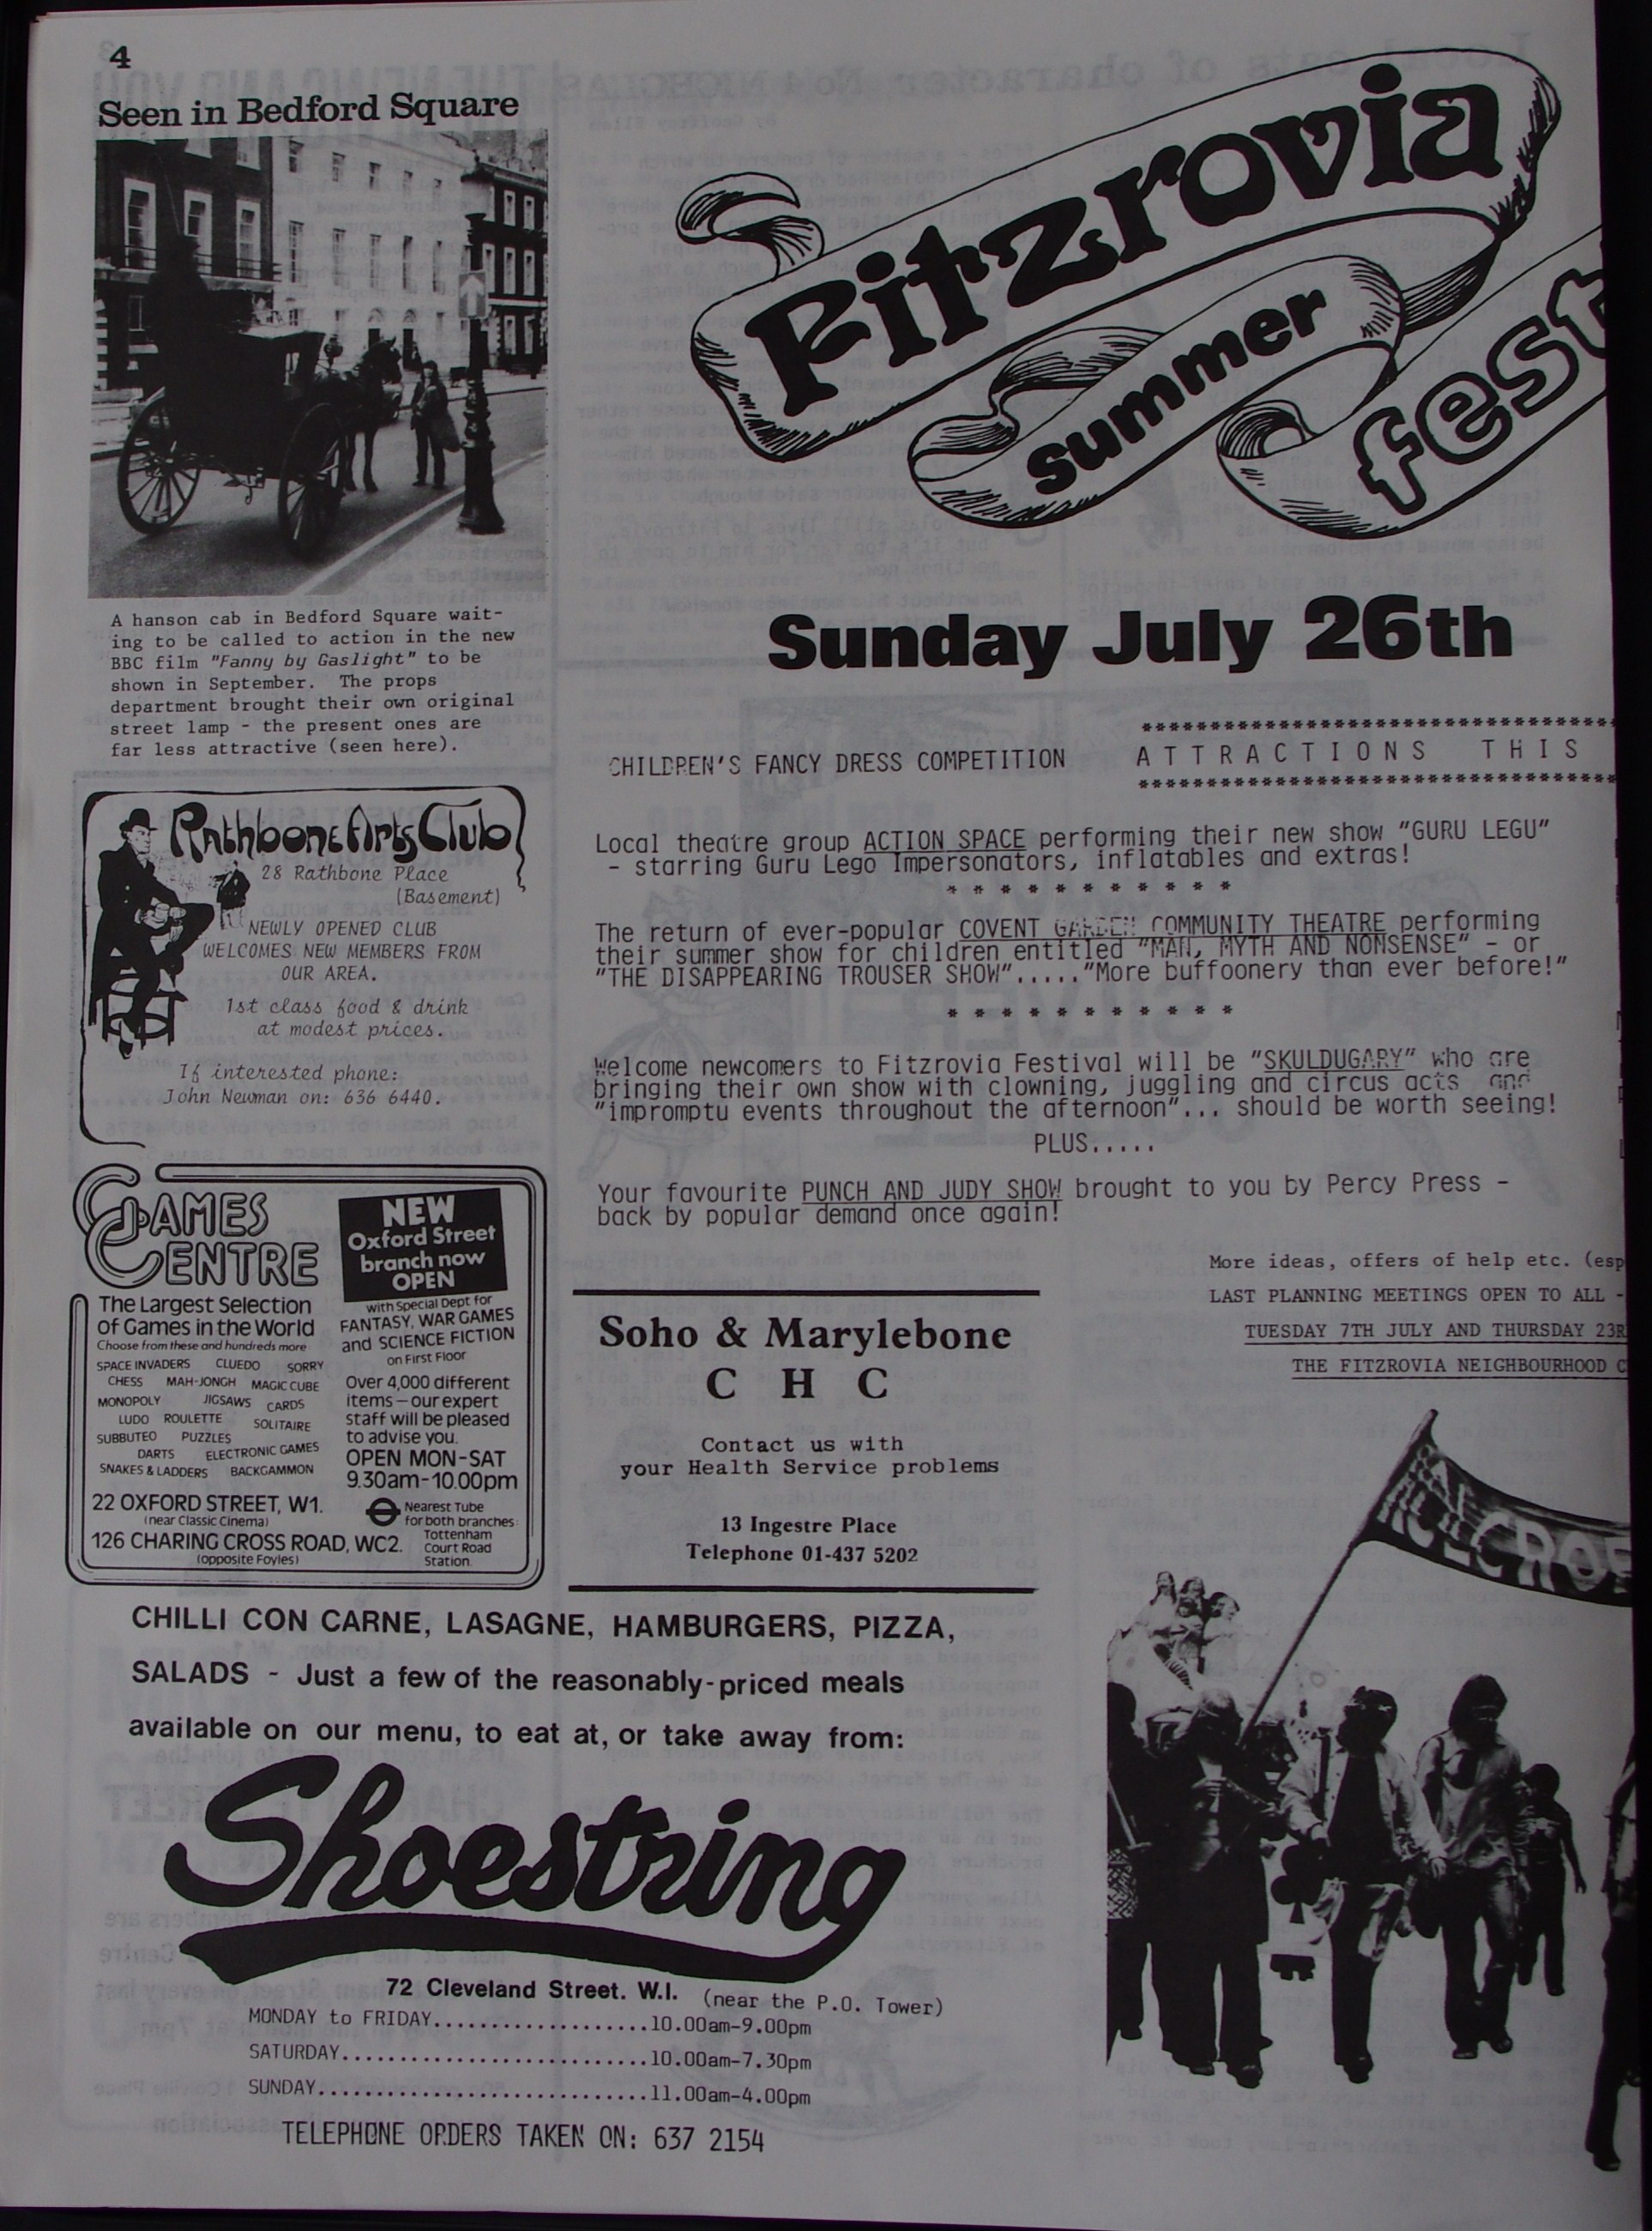 4
Seen in Bedford Square
A hanson cab in Bedford Square wait-
ing to be called to action in the new
BBC film "Fanny by Gaslight" to be
shown in September. The props
department brought their own original
street lamp - the present ones are
far less attractive (seen here).
Rathbone Arts Club
28 Rathbone Place
(Basement)
NEWLY OPENED CLUB
WELCOMES NEW MEMBERS FROM
OUR AREA.
1st class food & drink
at modest prices.
If interested phone:
John Newman on: 636 6440.
GAMES
CENTRE
The Largest Selection
of Games in the World
Choose from these and hundreds more
SPACE INVADERS CLUEDO SORRY
CHESS MAH-JONGH MAGIC CUBE
MONOPOLY JIGSAWS CARDS
LUDO ROULETTE SOLITAIRE
SUBBUTEO PUZZLES
DARTS ELECTRONIC GAMES
SNAKES & LADDERS BACKGAMMON
NEW
Oxford Street
branch now
OPEN
with Special Dept for
FANTASY, WAR GAMES
and SCIENCE FICTION
on First Floor
Over 4,000 different
items - our expert
staff will be pleased
to advise you.
OPEN MON-SAT
9.30am-10.00pm
22 OXFORD STREET, W1.
(near Classic Cinema)
126 CHARING CROSS ROAD, WC2.
(opposite Foyles)
Nearest Tube
for both branches:
Tottenham
Court Road
Station.
Fitzrovia
summer
fest
Sunday July 26th
CHILDREN'S FANCY DRESS COMPETITION
***********************************
ATTRACTIONS THIS
***********************************
Local theatre group ACTION SPACE performing their new show "GURU LEGU"
- starring Guru Lego Impersonators, inflatables and extras!
* * * * * * * * * * *
The return of ever-popular COVENT GARDEN COMMUNITY THEATRE performing
their summer show for children entitled "MAN, MYTH AND NONSENSE" - or
"THE DISAPPEARING TROUSER SHOW"....."More buffoonery than ever before!"
* * * * * * * * * * *
Welcome newcomers to Fitzrovia Festival will be "SKULDUGARY" who are
bringing their own show with clowning, juggling and circus acts and
"impromptu events throughout the afternoon"... should be worth seeing!
PLUS.....
Your favourite PUNCH AND JUDY SHOW brought to you by Percy Press -
back by popular demand once again!
More ideas, offers of help etc. (esp
LAST PLANNING MEETINGS OPEN TO ALL -
TUESDAY 7TH JULY AND THURSDAY 23R
THE FITZROVIA NEIGHBOURHOOD C
Soho & Marylebone
C H C
Contact us with
your Health Service problems
13 Ingestre Place
Telephone 01-437 5202
CHILLI CON CARNE, LASAGNE, HAMBURGERS, PIZZA,
SALADS - Just a few of the reasonably-priced meals
available on our menu, to eat at, or take away from:
Shoestring
72 Cleveland Street. W.I. (near the P.O. Tower)
MONDAY to FRIDAY...................10.00am-9.00pm
SATURDAY...........................10.00am-7.30pm
SUNDAY.............................11.00am-4.00pm
TELEPHONE ORDERS TAKEN ON: 637 2154